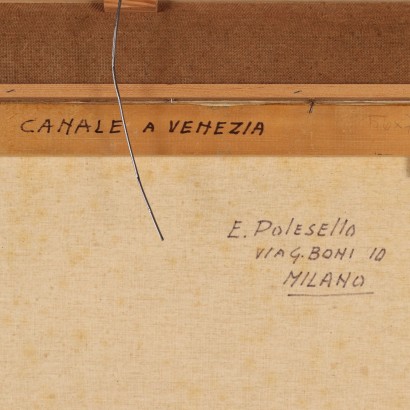 CANALE A VENEZIA
E. Polesello
VIA G. BONI 10
MILANO